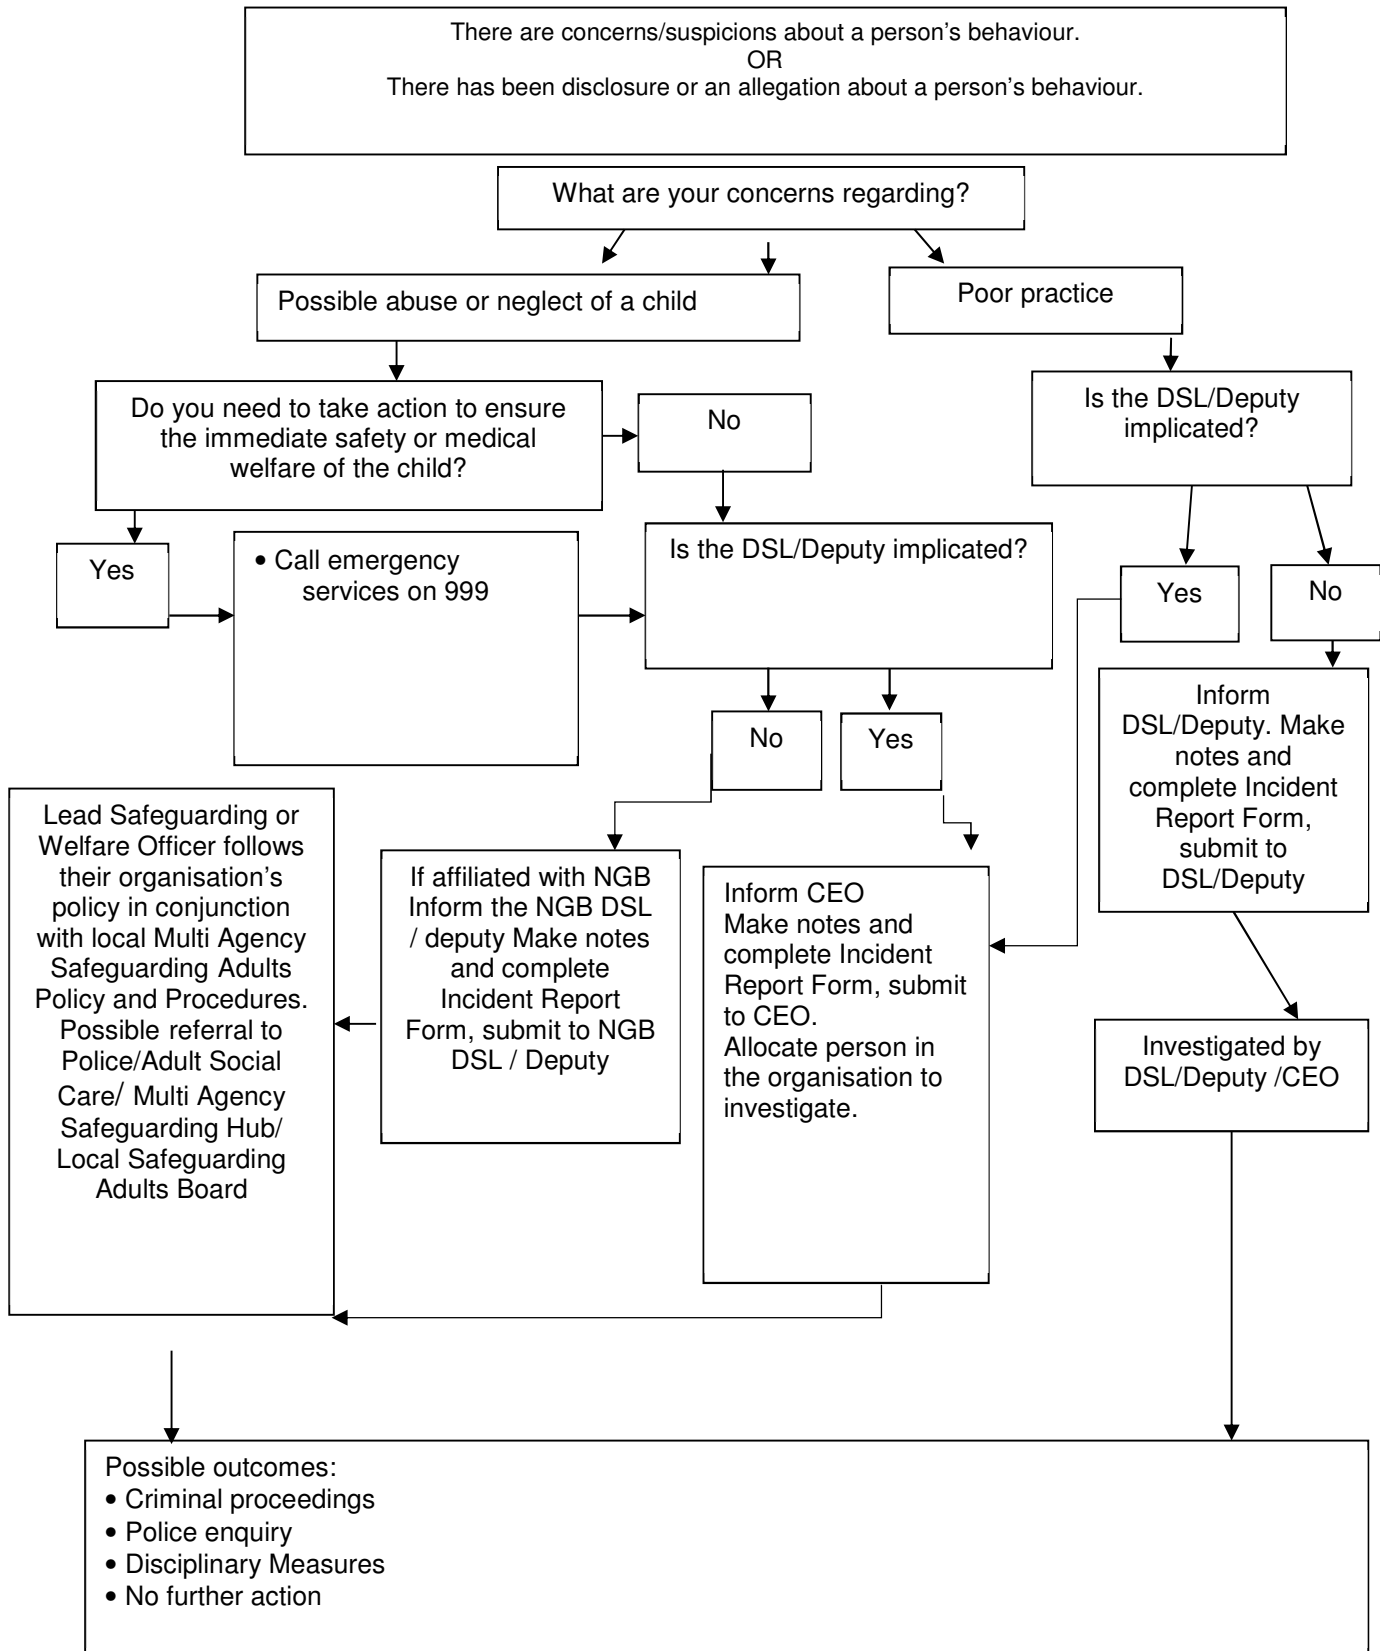 There are concerns/suspicions about a person’s behaviour.
OR
There has been disclosure or an allegation about a person’s behaviour.
What are your concerns regarding?
Possible abuse or neglect of a child
Poor practice
Do you need to take action to ensure
the immediate safety or medical
welfare of the child?
No
Is the DSL/Deputy
implicated?
Yes
• Call emergency
services on 999
Is the DSL/Deputy implicated?
Yes
No
No
Yes
Inform
DSL/Deputy. Make
notes and
complete Incident
Report Form,
submit to
DSL/Deputy
Lead Safeguarding or
Welfare Officer follows
their organisation’s
policy in conjunction
with local Multi Agency
Safeguarding Adults
Policy and Procedures.
Possible referral to
Police/Adult Social
Care/ Multi Agency
Safeguarding Hub/
Local Safeguarding
Adults Board
If affiliated with NGB
Inform the NGB DSL
/ deputy Make notes
and complete
Incident Report
Form, submit to NGB
DSL / Deputy
Inform CEO
Make notes and
complete Incident
Report Form, submit
to CEO.
Allocate person in
the organisation to
investigate.
Investigated by
DSL/Deputy /CEO
Possible outcomes:
• Criminal proceedings
• Police enquiry
• Disciplinary Measures
• No further action